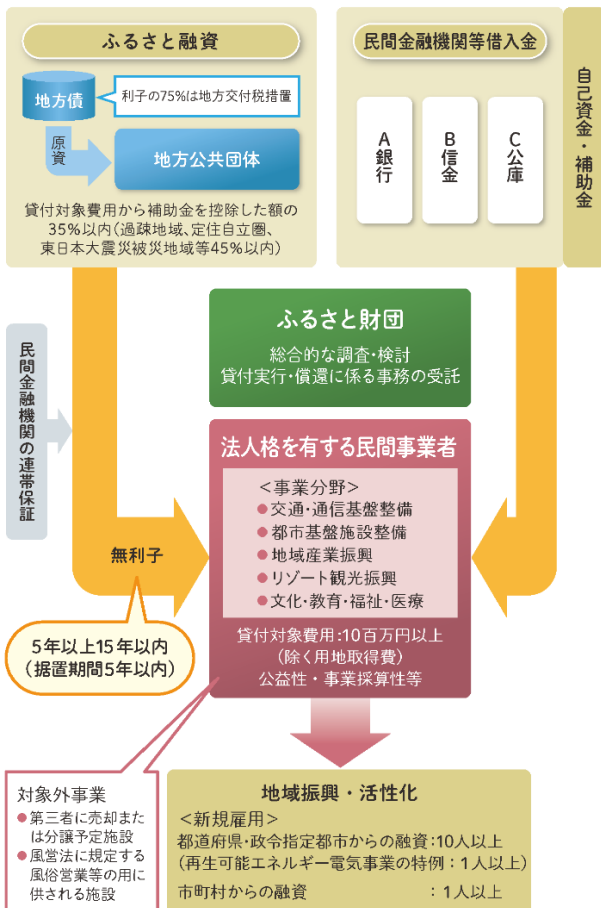 ふるさと融資
地方債
利子の75%は地方交付税措置
原資
地方公共団体
貸付対象費用から補助金を控除した額の
35%以内(過疎地域、定住自立圏、
東日本大震災被災地域等45%以内)
民間金融機関等借入金
A銀行
B信金
C公庫
自己資金・補助金
民間金融機関の連帯保証
ふるさと財団
総合的な調査・検討
貸付実行・償還に係る事務の受託
法人格を有する民間事業者
<事業分野>
●交通・通信基盤整備
●都市基盤施設整備
●地域産業振興
●リゾート観光振興
●文化・教育・福祉・医療
貸付対象費用:10百万円以上
(除く用地取得費)
公益性・事業採算性等
無利子
5年以上15年以内
(据置期間5年以内)
対象外事業
●第三者に売却また
は分譲予定施設
●風営法に規定する
風俗営業等の用に
供される施設
地域振興・活性化
<新規雇用>
都道府県・政令指定都市からの融資:10人以上
(再生可能エネルギー電気事業の特例:1人以上)
市町村からの融資 :1人以上